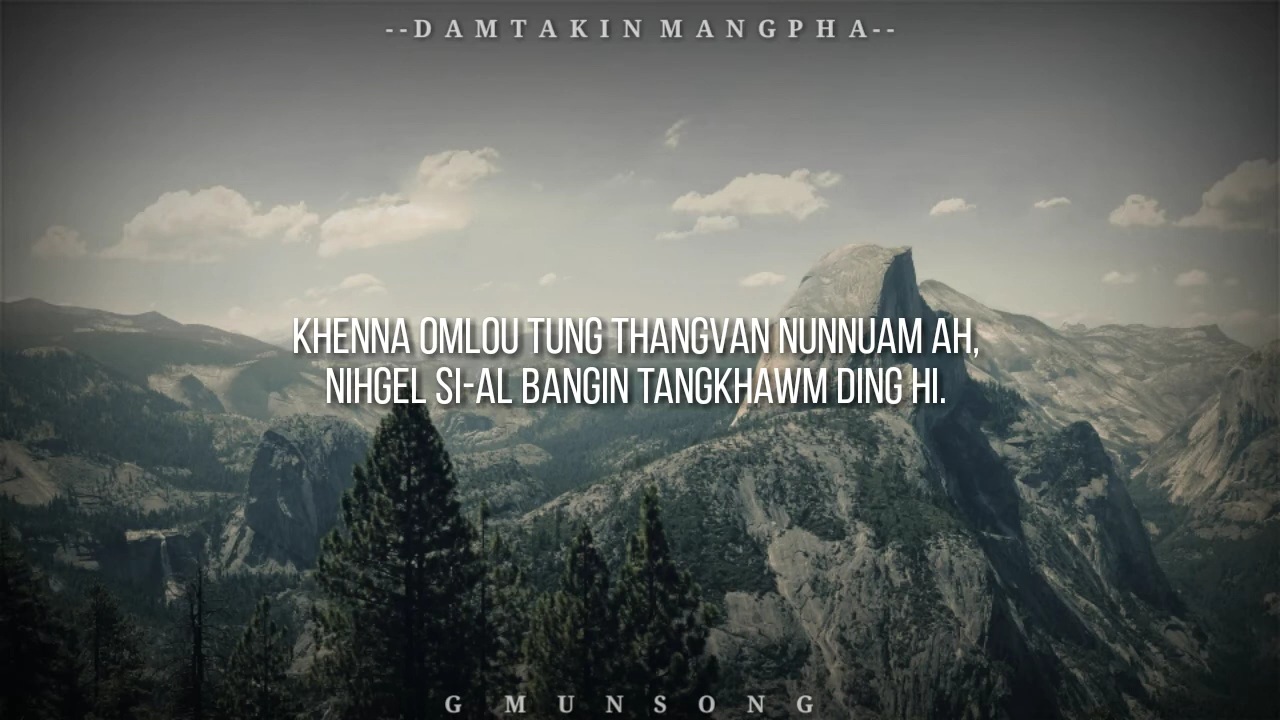 --DAMTAKIN MANGPHA--
KHENNA OMLOU TUNG THANGVAN NUNNUAM AH,
NIHGEL SI-AL BANGIN TANGKHAWM DING HI.
G MUNSONG